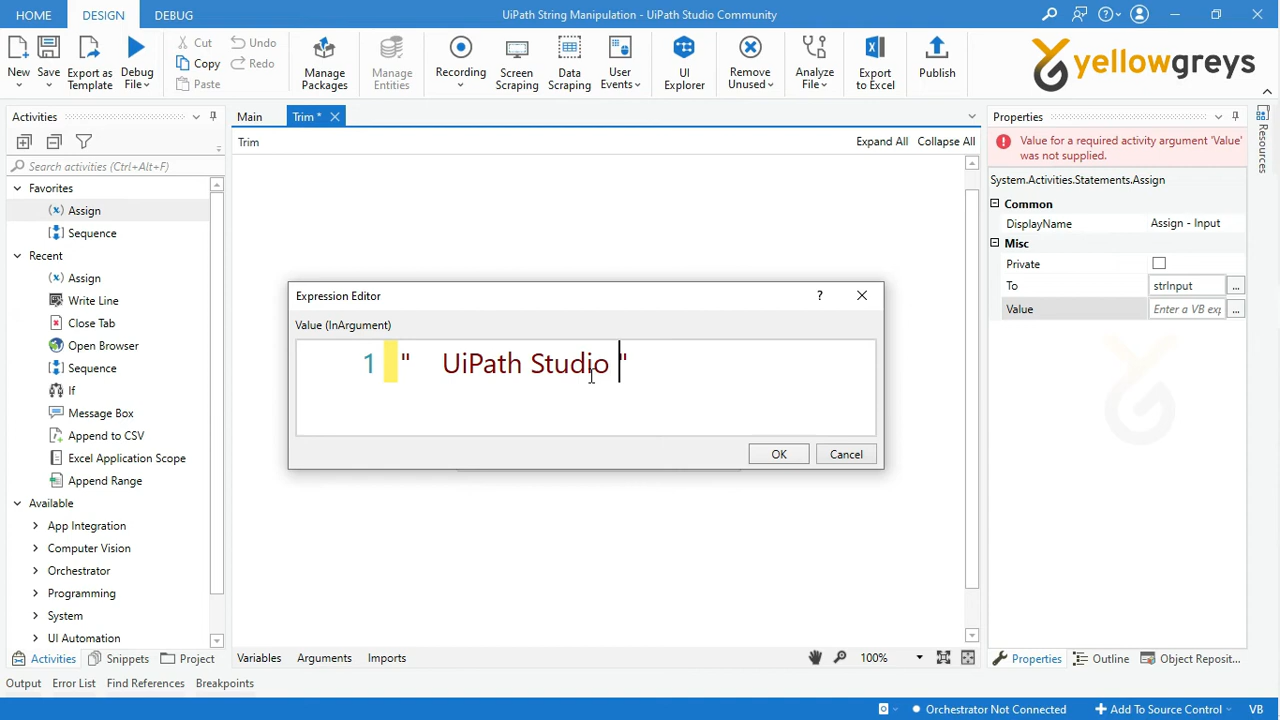 HOME DESIGN DEBUG UiPath String Manipulation - UiPath Studio Community
New Save Export as Template Debug File Cut Copy Paste Undo Redo Manage Packages Manage Entities Recording Screen Scraping Data Scraping User Events UI Explorer Remove Unused Analyze File Export to Excel Publish yellowgreys
Activities Main Trim * Properties
Trim Expand All Collapse All
Value for a required activity argument 'Value' was not supplied.
Search activities (Ctrl+Alt+F)
System.Activities.Statements.Assign
Favorites
Assign
Sequence
Recent
Assign
Write Line
Close Tab
Open Browser
Sequence
If
Message Box
Append to CSV
Excel Application Scope
Append Range
Available
App Integration
Computer Vision
Orchestrator
Programming
System
UI Automation
Expression Editor ?
Value (InArgument)
1 "    UiPath Studio "
OK Cancel
Common
DisplayName Assign - Input
Misc
Private
To strInput ...
Value Enter a VB exp ...
Resources
Activities Snippets Project Variables Arguments Imports 100% Properties Outline Object Reposit...
Output Error List Find References Breakpoints
Orchestrator Not Connected Add To Source Control VB